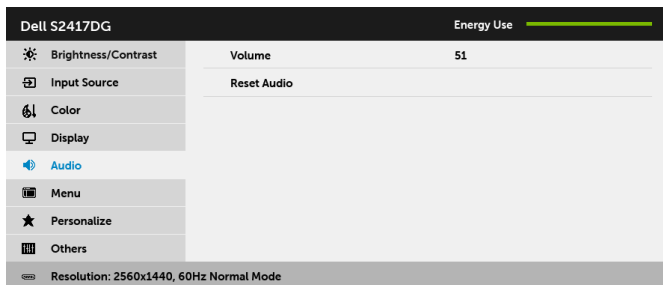 Dell S2417DG Energy Use
Brightness/Contrast Volume 51
Input Source Reset Audio
Color
Display
Audio
Menu
Personalize
Others
Resolution: 2560x1440, 60Hz Normal Mode